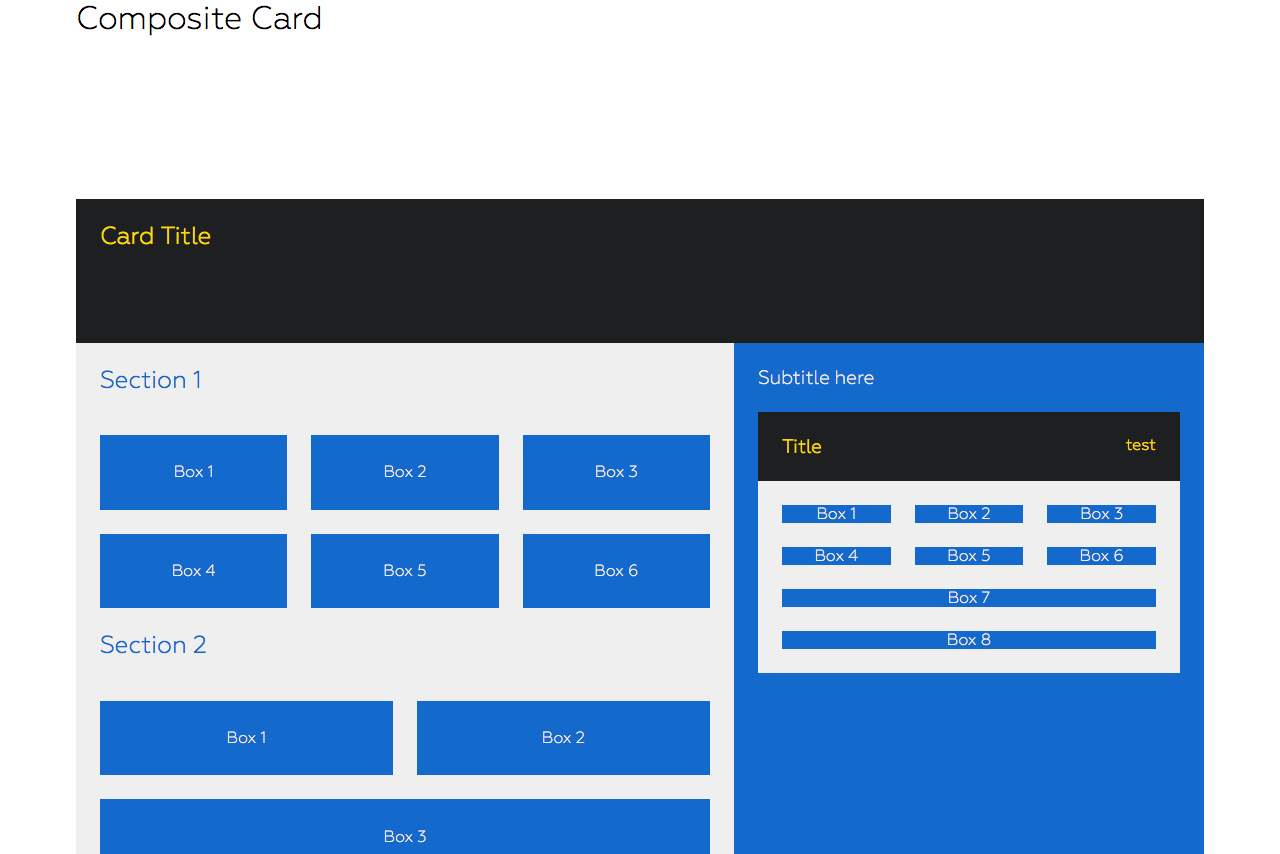 Composite Card
Card Title
Section 1
Box 1 Box 2 Box 3
Box 4 Box 5 Box 6
Section 2
Box 1 Box 2
Box 3
Subtitle here
Title test
Box 1 Box 2 Box 3
Box 4 Box 5 Box 6
Box 7
Box 8